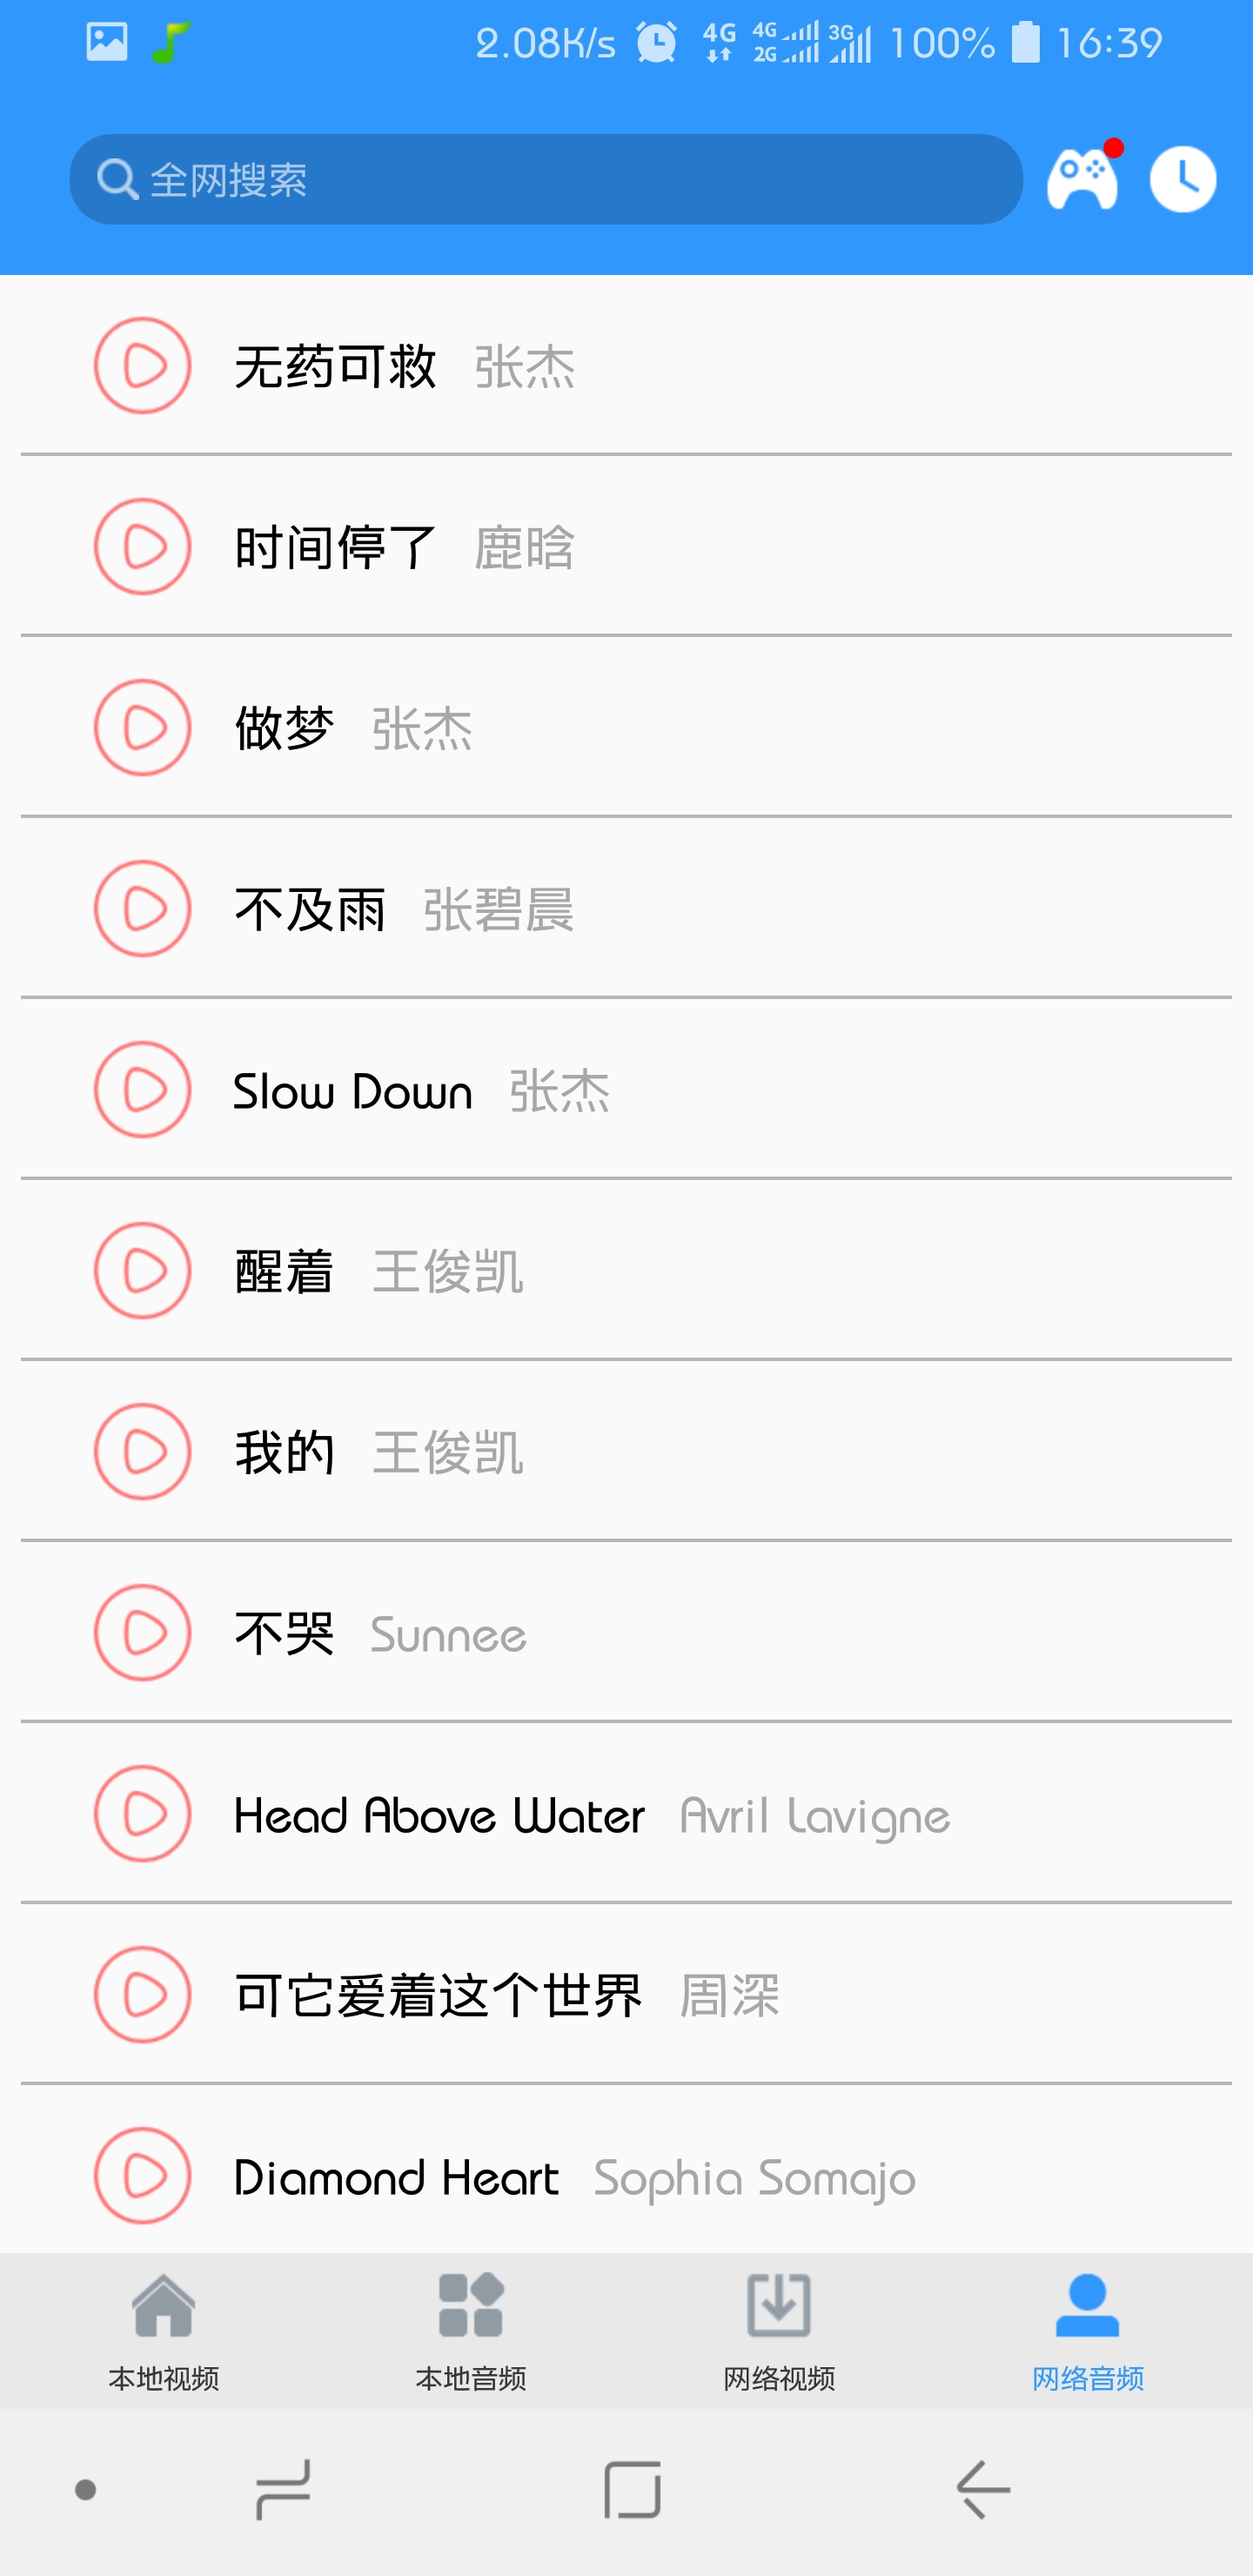 2.08K/s 4G 4G 2G 3G 100% 16:39
全网搜索
无药可救 张杰
时间停了 鹿晗
做梦 张杰
不及雨 张碧晨
Slow Down 张杰
醒着 王俊凯
我的 王俊凯
不哭 Sunnee
Head Above Water Avril Lavigne
可它爱着这个世界 周深
Diamond Heart Sophia Somajo
本地视频 本地音频 网络视频 网络音频